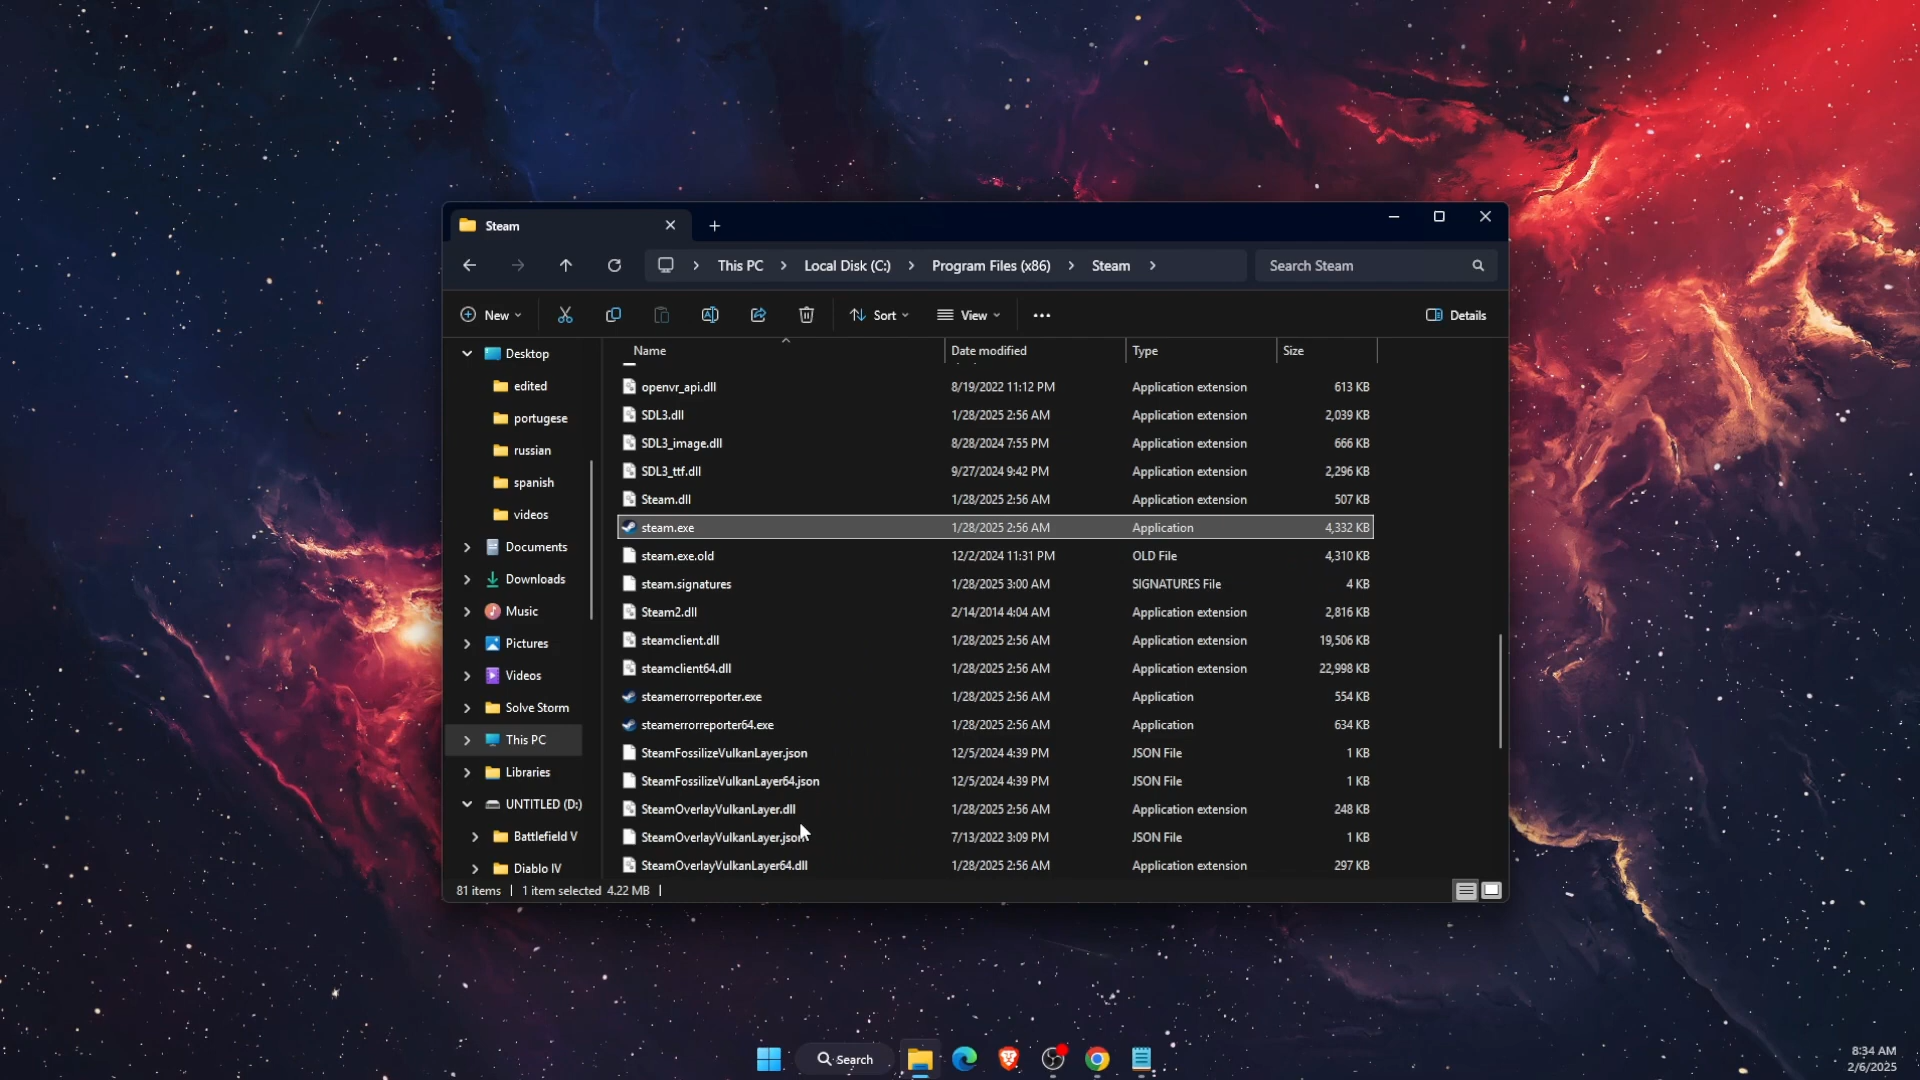 Steam
This PC
Local Disk (C:)
Program Files (x86)
Steam
Search Steam
New
Sort
View
Details
Desktop
edited
portugese
russian
spanish
videos
Documents
Downloads
Music
Pictures
Videos
Solve Storm
This PC
Libraries
UNTITLED (D:)
Battlefield V
Diablo IV
Name Date modified Type Size
openvr_api.dll 8/19/2022 11:12 PM Application extension 613 KB
SDL3.dll 1/28/2025 2:56 AM Application extension 2,039 KB
SDL3_image.dll 8/28/2024 7:55 PM Application extension 666 KB
SDL3_ttf.dll 9/27/2024 9:42 PM Application extension 2,296 KB
Steam.dll 1/28/2025 2:56 AM Application extension 507 KB
steam.exe 1/28/2025 2:56 AM Application 4,332 KB
steam.exe.old 12/2/2024 11:31 PM OLD File 4,310 KB
steam.signatures 1/28/2025 3:00 AM SIGNATURES File 4 KB
Steam2.dll 2/14/2014 4:04 AM Application extension 2,816 KB
steamclient.dll 1/28/2025 2:56 AM Application extension 19,506 KB
steamclient64.dll 1/28/2025 2:56 AM Application extension 22,998 KB
steamerrorreporter.exe 1/28/2025 2:56 AM Application 554 KB
steamerrorreporter64.exe 1/28/2025 2:56 AM Application 634 KB
SteamFossilizeVulkanLayer.json 12/5/2024 4:39 PM JSON File 1 KB
SteamFossilizeVulkanLayer64.json 12/5/2024 4:39 PM JSON File 1 KB
SteamOverlayVulkanLayer.dll 1/28/2025 2:56 AM Application extension 248 KB
SteamOverlayVulkanLayer.json 7/13/2022 3:09 PM JSON File 1 KB
SteamOverlayVulkanLayer64.dll 1/28/2025 2:56 AM Application extension 297 KB
81 items 1 item selected 4.22 MB
Search
8:34 AM
2/6/2025